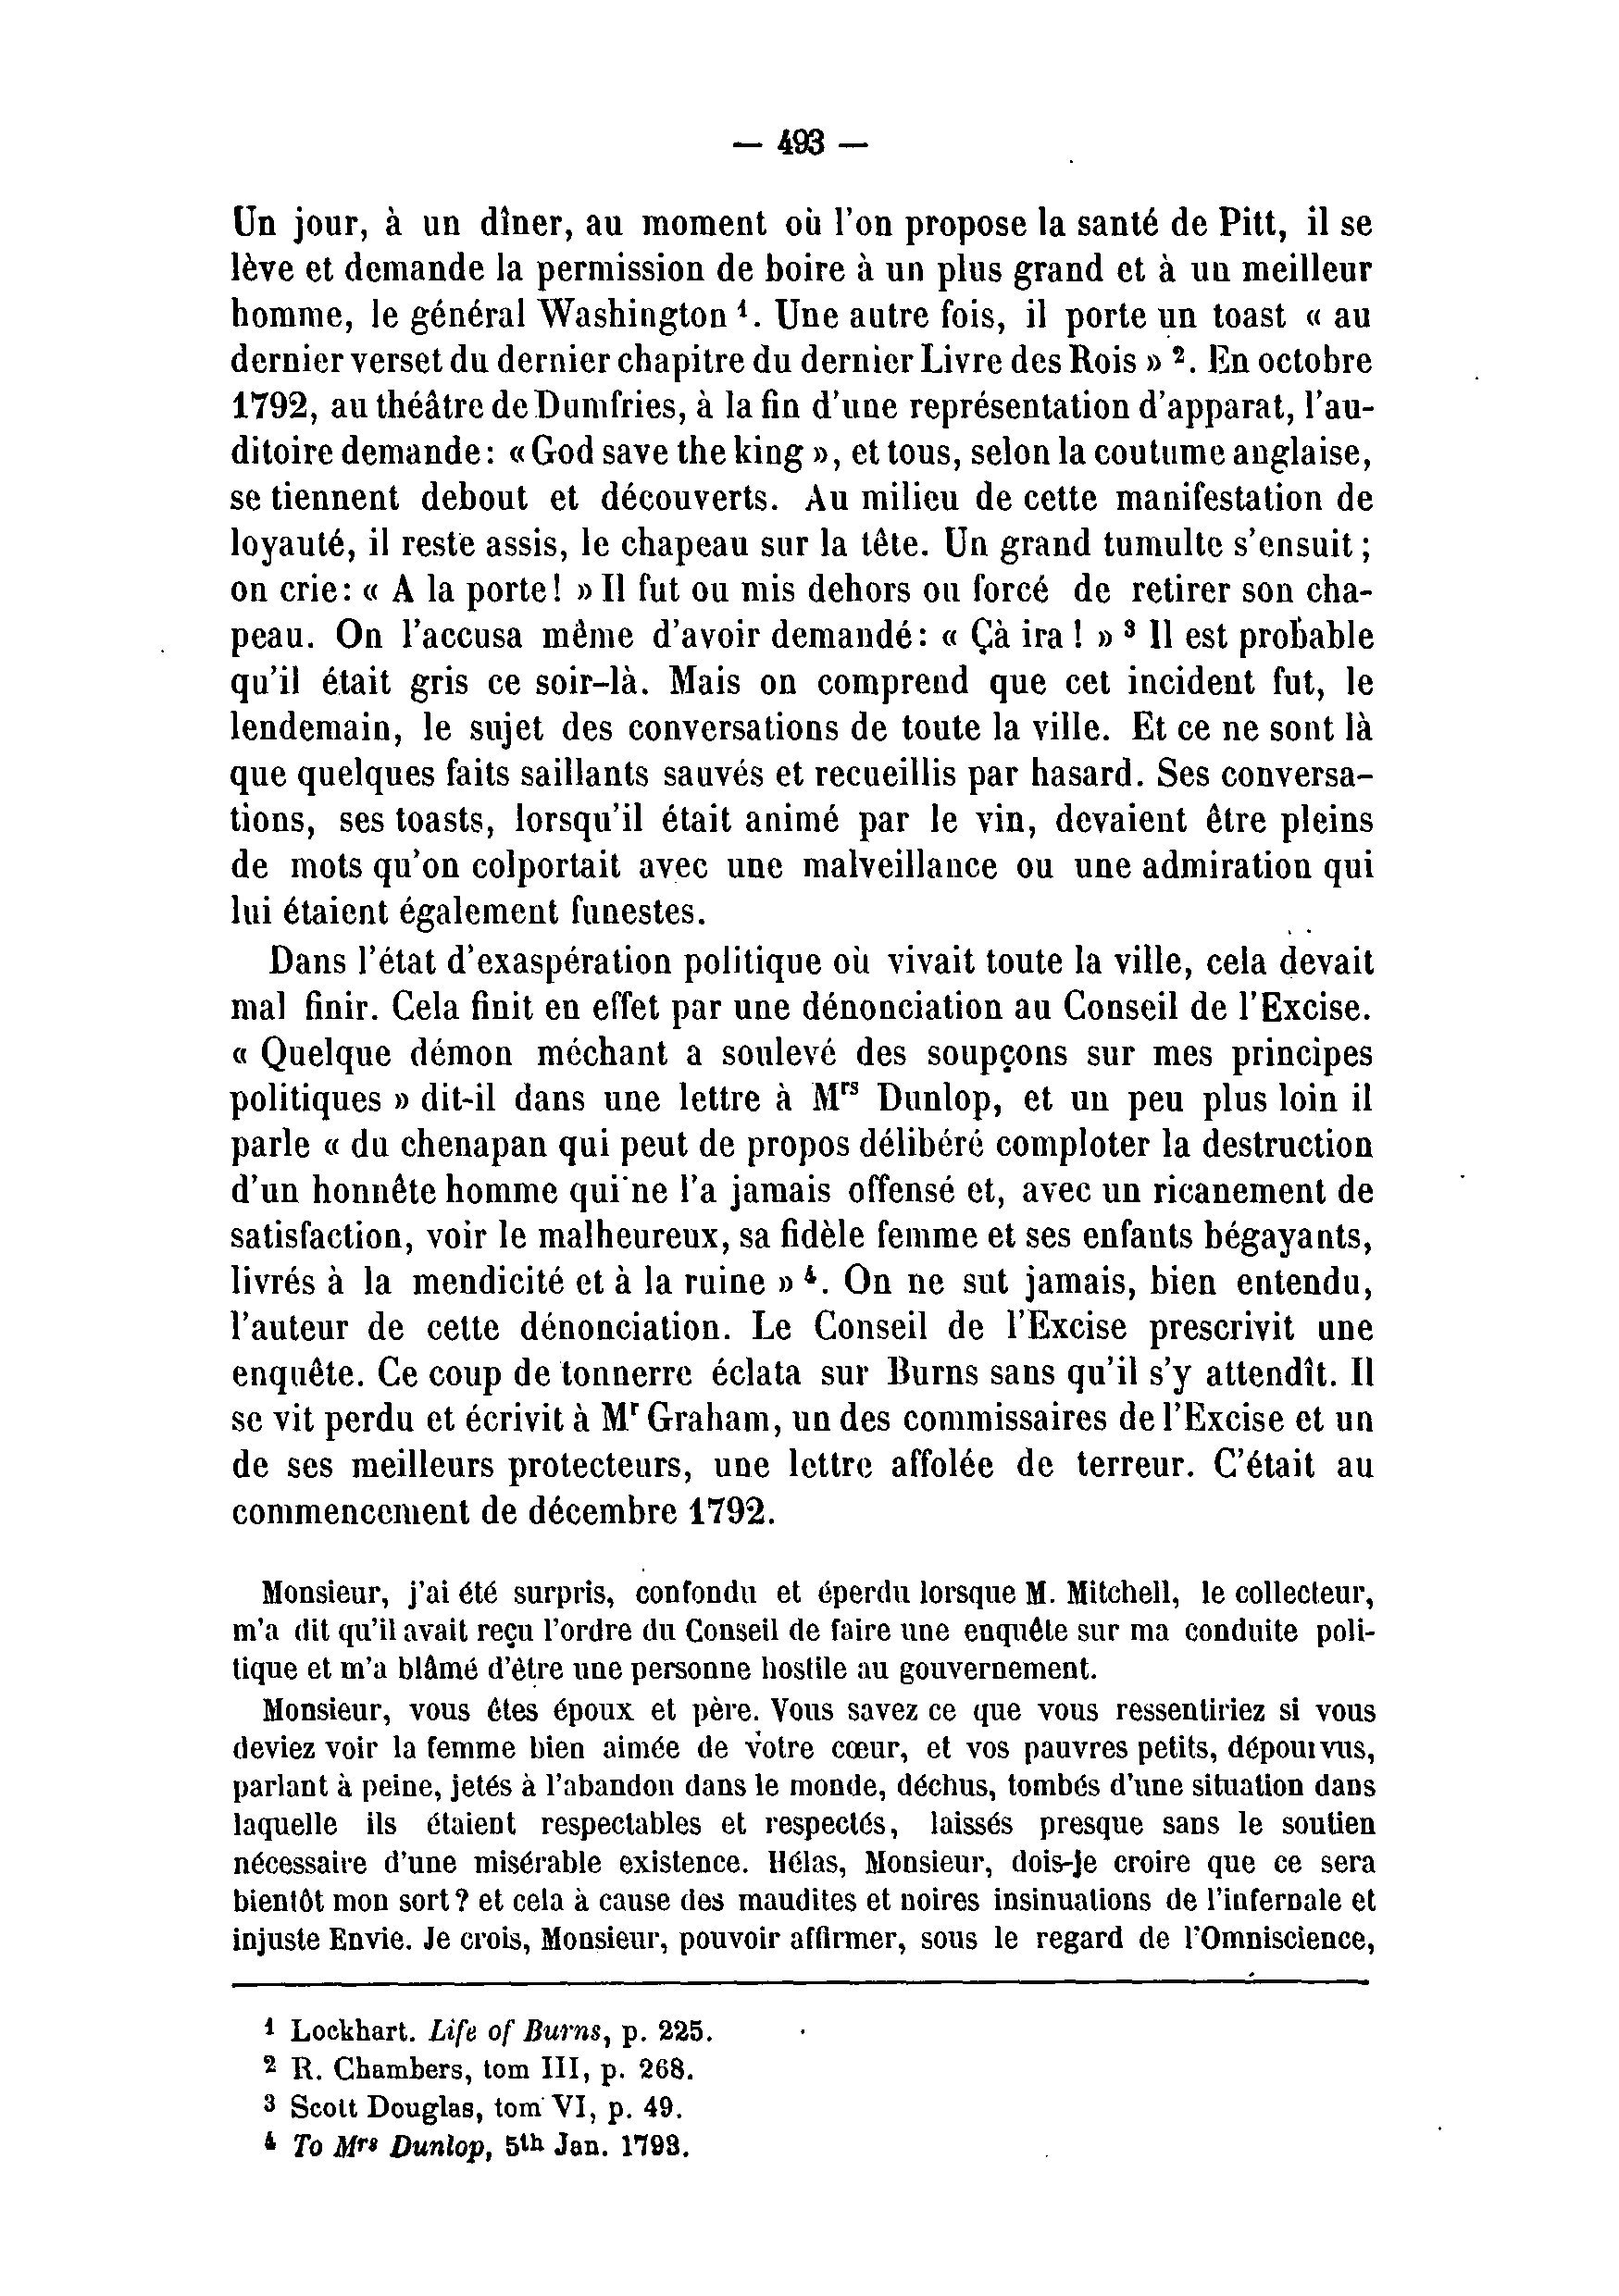 — 493 —
Un jour, à un dîner, au moment où l'on propose la santé de Pitt, il se
lève et demande la permission de boire à un plus grand et à un meilleur
homme, le général Washington ¹. Une autre fois, il porte un toast « au
dernier verset du dernier chapitre du dernier Livre des Rois » ². En octobre
1792, au théâtre de Dumfries, à la fin d'une représentation d'apparat, l'au-
ditoire demande: « God save the king », et tous, selon la coutume anglaise,
se tiennent debout et découverts. Au milieu de cette manifestation de
loyauté, il reste assis, le chapeau sur la tête. Un grand tumulte s'ensuit ;
on crie: « A la porte! » Il fut ou mis dehors ou forcé de retirer son cha-
peau. On l'accusa même d'avoir demandé: « Çà ira ! » ³ Il est probable
qu'il était gris ce soir-là. Mais on comprend que cet incident fut, le
lendemain, le sujet des conversations de toute la ville. Et ce ne sont là
que quelques faits saillants sauvés et recueillis par hasard. Ses conversa-
tions, ses toasts, lorsqu'il était animé par le vin, devaient être pleins
de mots qu'on colportait avec une malveillance ou une admiration qui
lui étaient également funestes.
Dans l'état d'exaspération politique où vivait toute la ville, cela devait
mal finir. Cela finit en effet par une dénonciation au Conseil de l'Excise.
« Quelque démon méchant a soulevé des soupçons sur mes principes
politiques » dit-il dans une lettre à Mrs Dunlop, et un peu plus loin il
parle « du chenapan qui peut de propos délibéré comploter la destruction
d'un honnête homme qui ne l'a jamais offensé et, avec un ricanement de
satisfaction, voir le malheureux, sa fidèle femme et ses enfants bégayants,
livrés à la mendicité et à la ruine » ⁴. On ne sut jamais, bien entendu,
l'auteur de cette dénonciation. Le Conseil de l'Excise prescrivit une
enquête. Ce coup de tonnerre éclata sur Burns sans qu'il s'y attendît. Il
se vit perdu et écrivit à Mr Graham, un des commissaires de l'Excise et un
de ses meilleurs protecteurs, une lettre affolée de terreur. C'était au
commencement de décembre 1792.
Monsieur, j'ai été surpris, confondu et éperdu lorsque M. Mitchell, le collecteur,
m'a dit qu'il avait reçu l'ordre du Conseil de faire une enquête sur ma conduite poli-
tique et m'a blâmé d'être une personne hostile au gouvernement.
Monsieur, vous êtes époux et père. Vous savez ce que vous ressentiriez si vous
deviez voir la femme bien aimée de votre cœur, et vos pauvres petits, dépourvus,
parlant à peine, jetés à l'abandon dans le monde, déchus, tombés d'une situation dans
laquelle ils étaient respectables et respectés, laissés presque sans le soutien
nécessaire d'une misérable existence. Hélas, Monsieur, dois-je croire que ce sera
bientôt mon sort? et cela à cause des maudites et noires insinuations de l'infernale et
injuste Envie. Je crois, Monsieur, pouvoir affirmer, sous le regard de l'Omniscience,
¹ Lockhart. Life of Burns, p. 225.
² R. Chambers, tom III, p. 268.
³ Scott Douglas, tom VI, p. 49.
⁴ To Mrs Dunlop, 5th Jan. 1793.